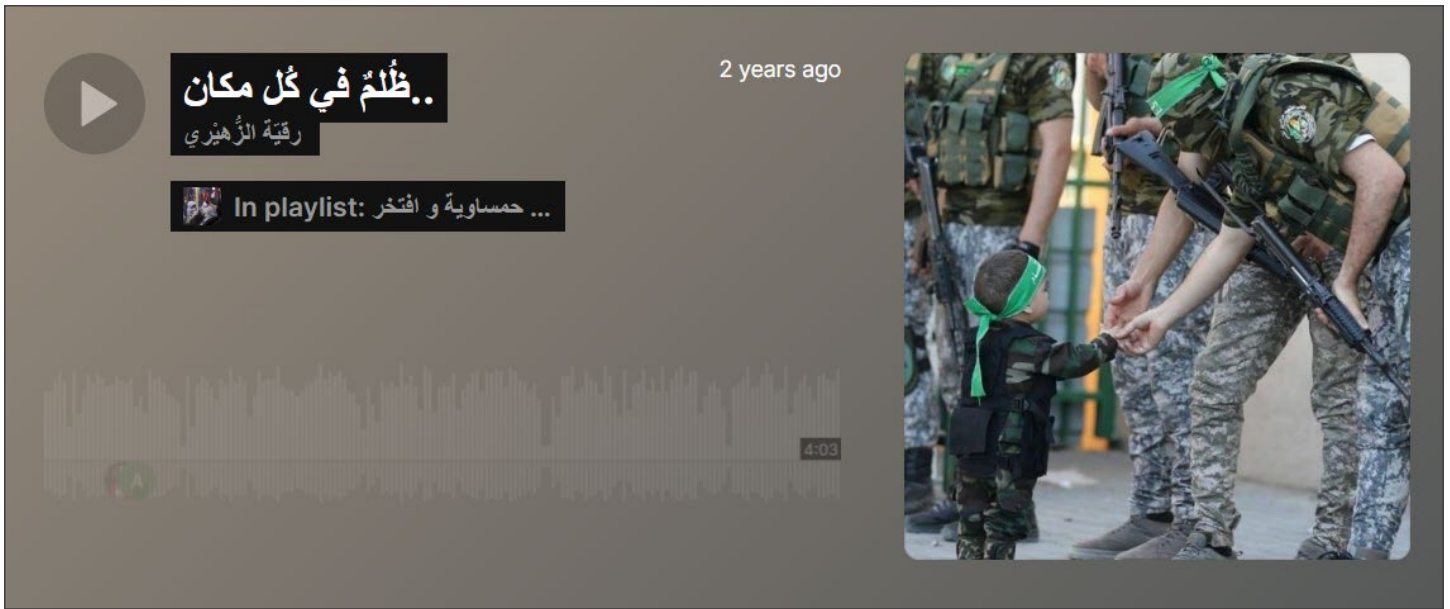 ظُلمٌ في كُل مكان..
2 years ago
رقيّة الزُّهيْري
In playlist: حمساوية و افتخر ...
4:03
A